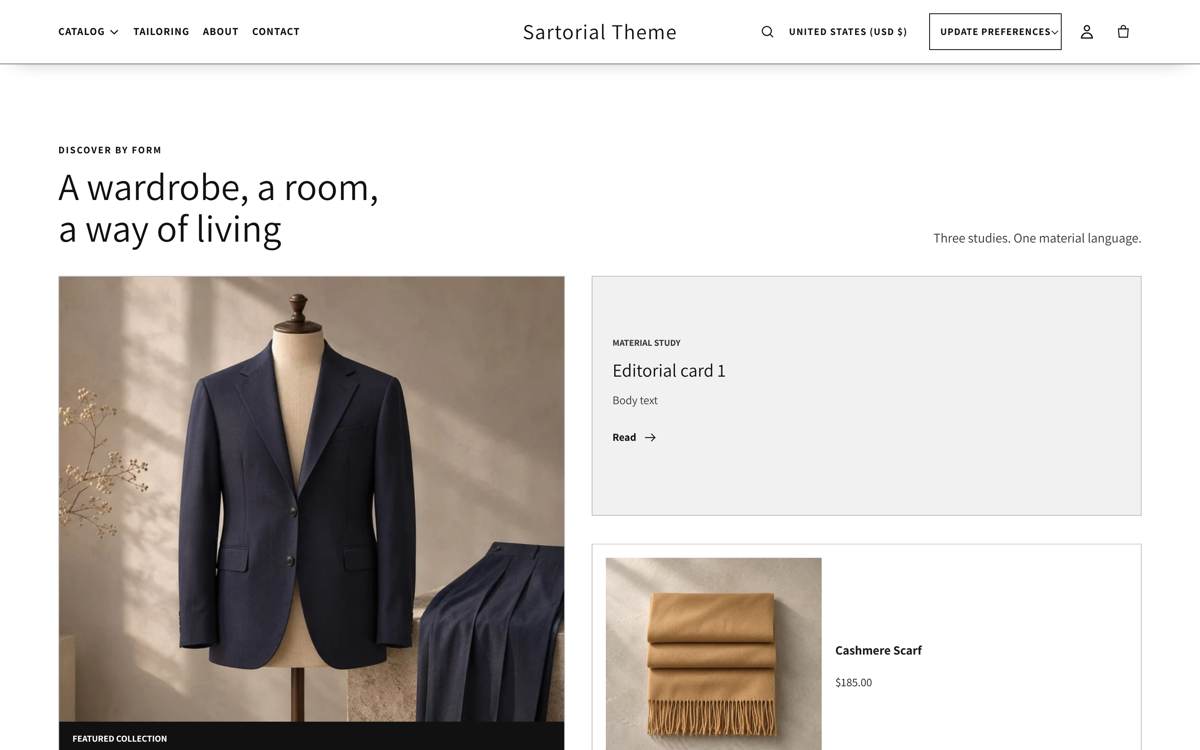 CATALOG
TAILORING
ABOUT
CONTACT
Sartorial Theme
UNITED STATES (USD $)
UPDATE PREFERENCES
DISCOVER BY FORM
A wardrobe, a room,
a way of living
Three studies. One material language.
MATERIAL STUDY
Editorial card 1
Body text
Read
Cashmere Scarf
$185.00
FEATURED COLLECTION